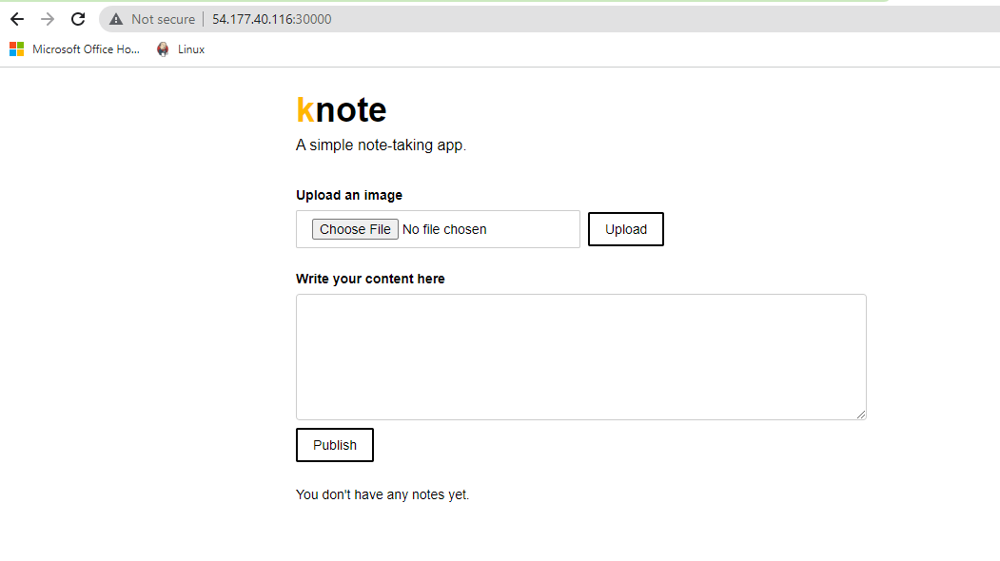 Not secure 54.177.40.116:30000
Microsoft Office Ho... Linux
knote
A simple note-taking app.
Upload an image
Choose File No file chosen Upload
Write your content here
Publish
You don't have any notes yet.